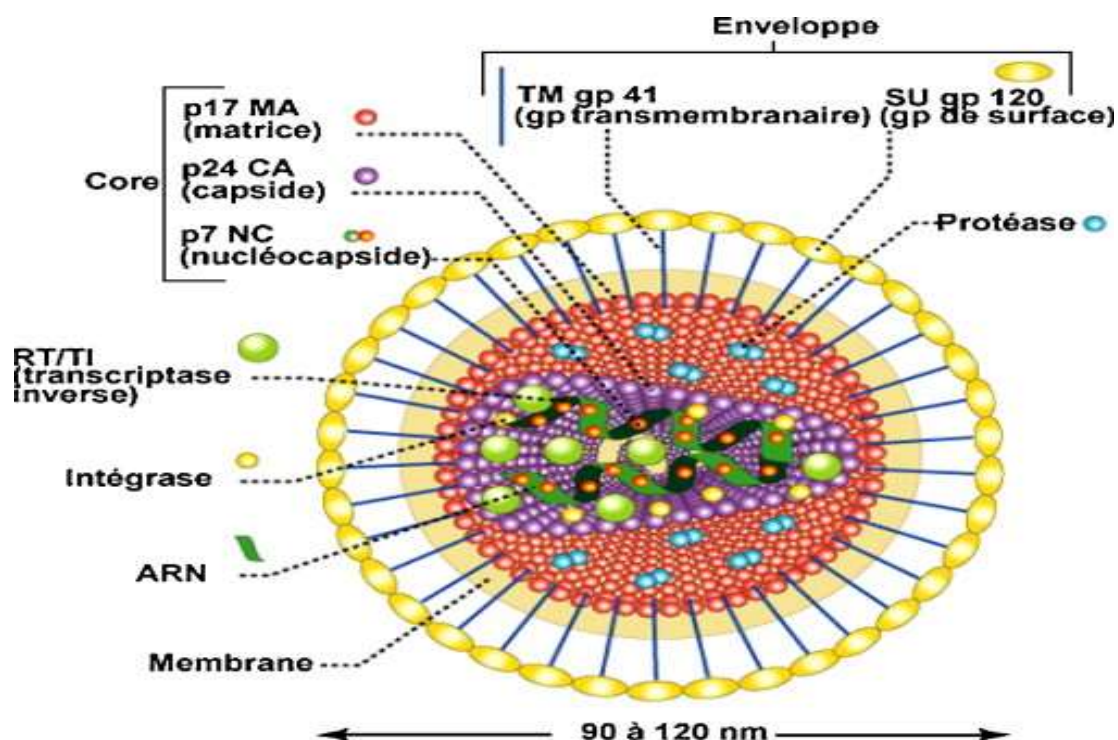 Enveloppe
TM gp 41
(gp transmembranaire)
SU gp 120
(gp de surface)
Core
p17 MA
(matrice)
p24 CA
(capside)
p7 NC
(nucléocapside)
Protéase
RT/TI
(transcriptase
inverse)
Intégrase
ARN
Membrane
90 à 120 nm